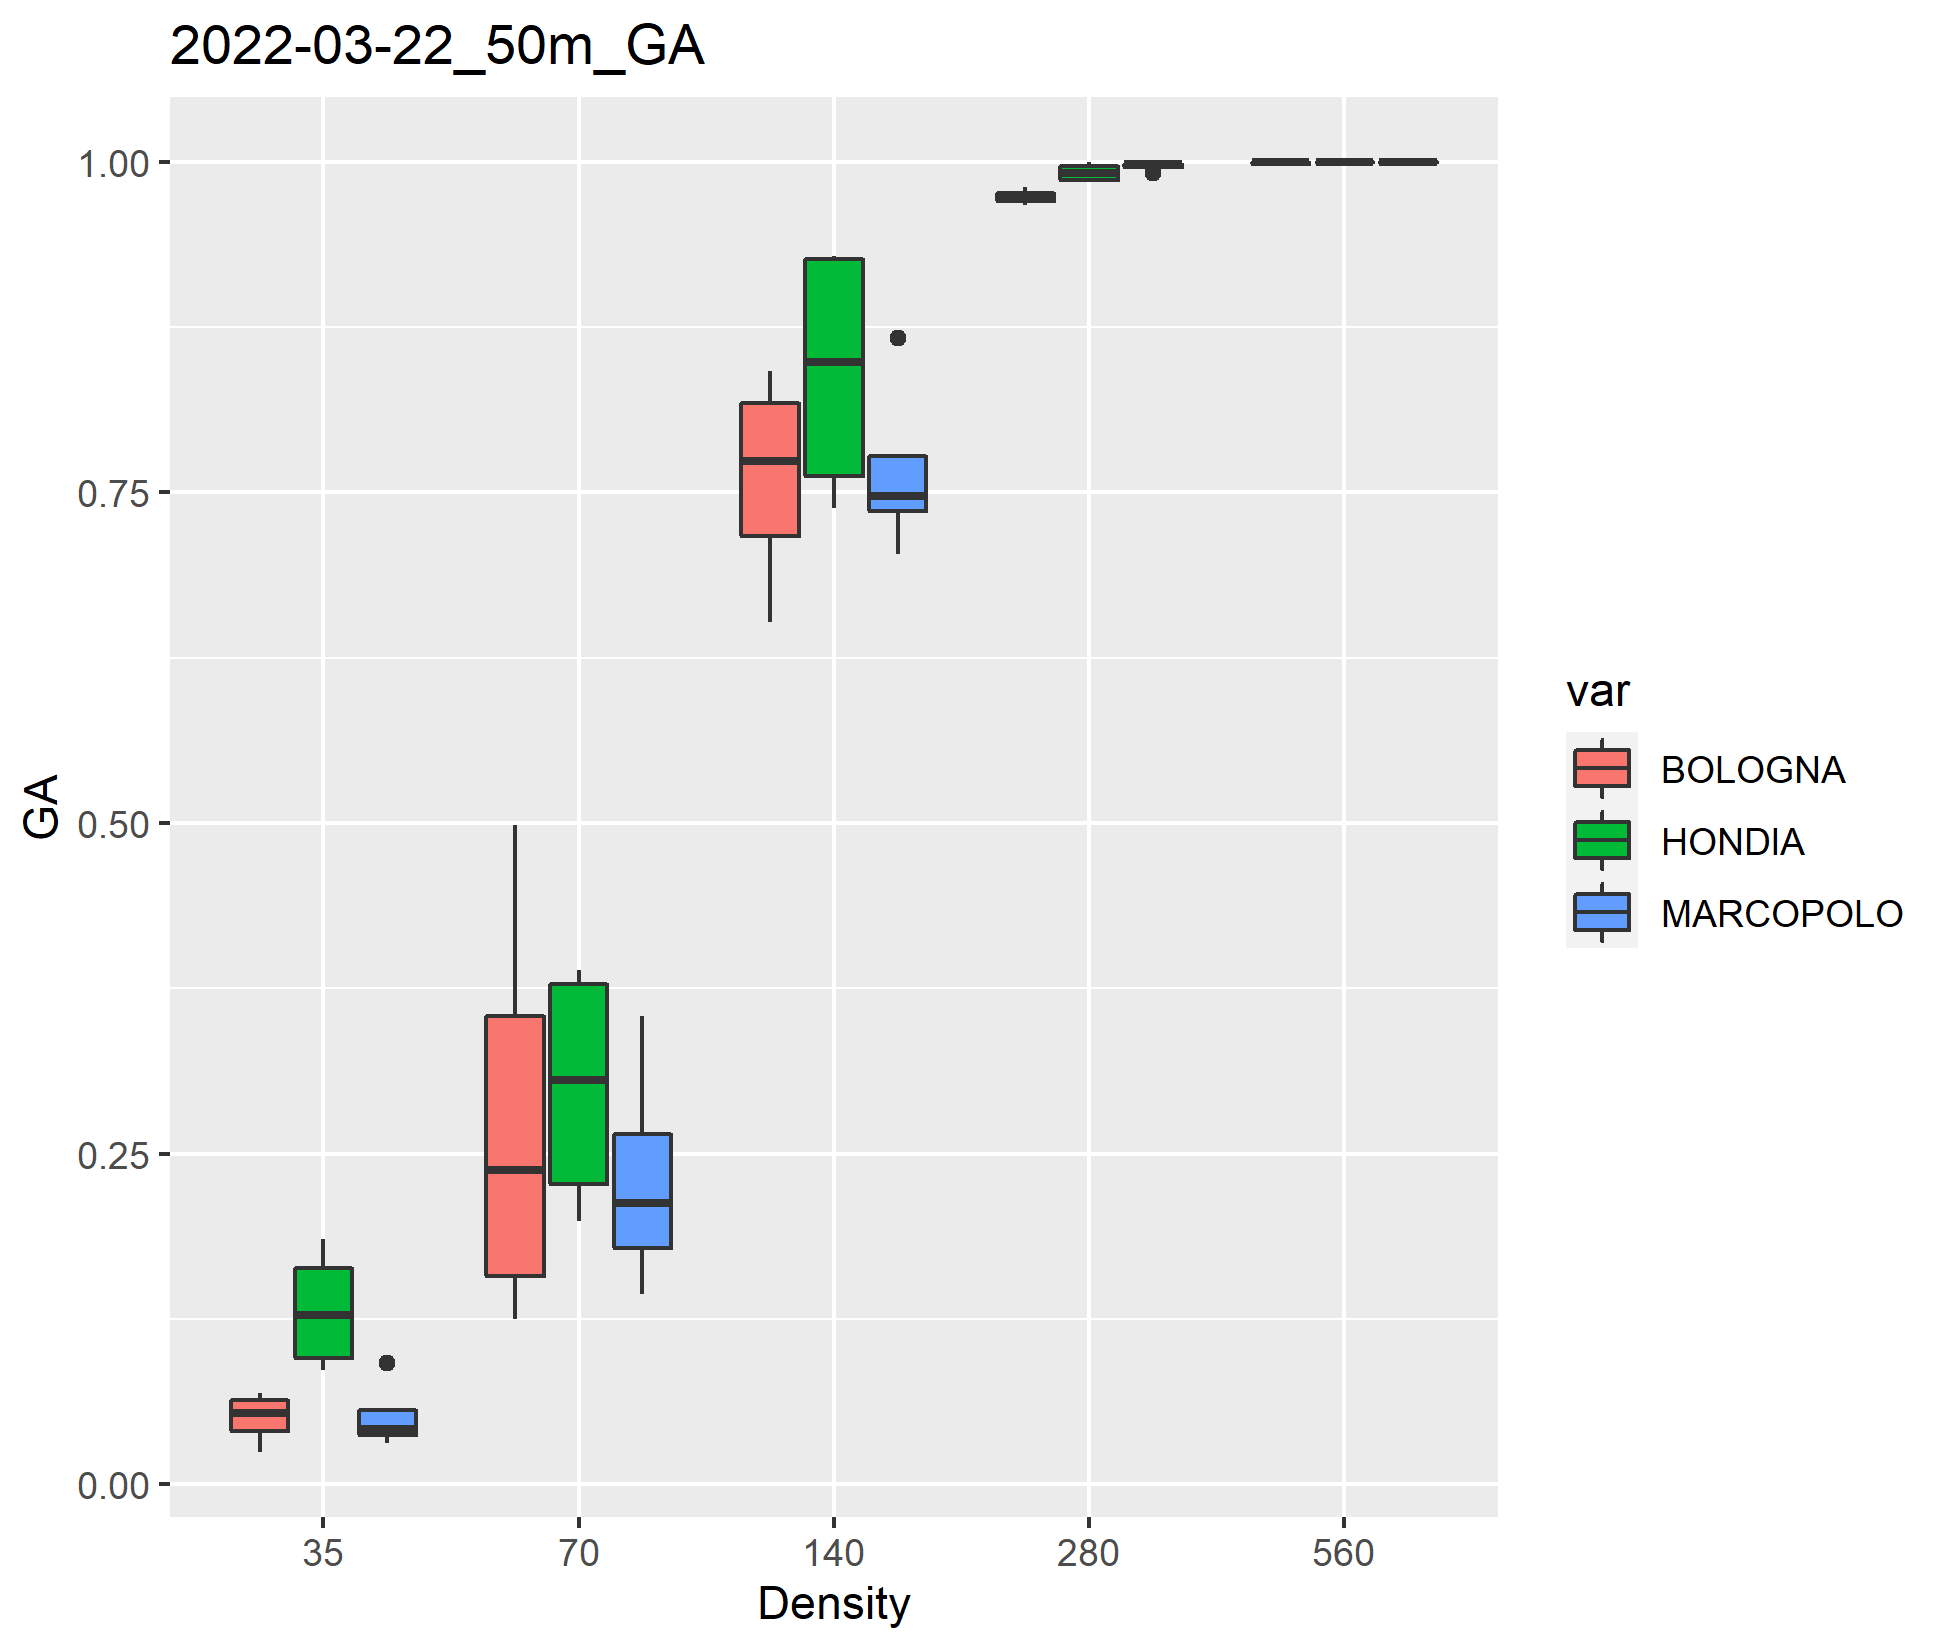 2022-03-22_50m_GA
1.00
0.75
0.50
0.25
0.00
GA
35 70 140 280 560
Density
var
BOLOGNA
HONDIA
MARCOPOLO